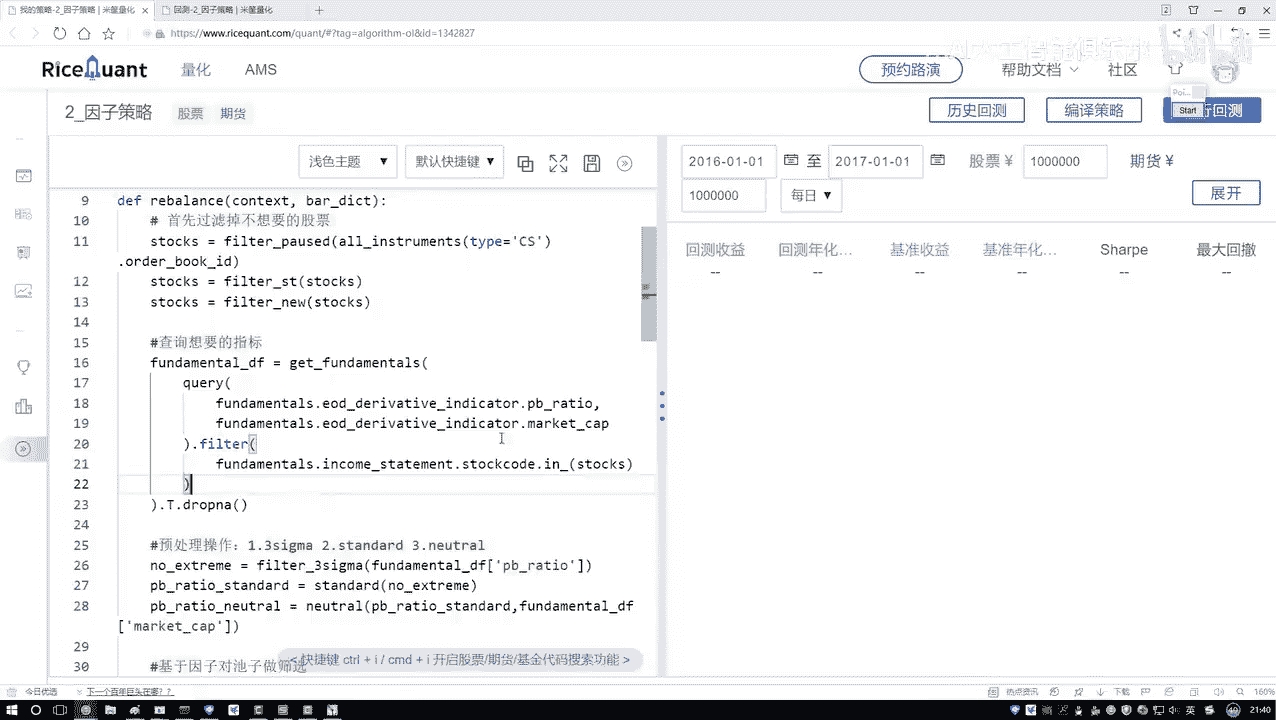 我的策略-2_因子策略 | 米筐量化
回测-2_因子策略 | 米筐量化
https://www.ricequant.com/quant/#?tag=algorithm-ol&id=1342827
RiceQuant 量化 AMS 预约路演 帮助文档 社区
Poi...
Start
2_因子策略 股票 期货 历史回测 编译策略 行回测
浅色主题 ▼ 默认快捷键 ▼
2016-01-01 至 2017-01-01 股票 ¥ 1000000 期货 ¥
1000000 每日 ▼ 展开
回测收益 回测年化... 基准收益 基准年化... Sharpe 最大回撤
-- -- -- -- -- --
9 def rebalance(context, bar_dict):
10 # 首先过滤掉不想要的股票
11 stocks = filter_paused(all_instruments(type='CS')
.order_book_id)
12 stocks = filter_st(stocks)
13 stocks = filter_new(stocks)
14
15 #查询想要的指标
16 fundamental_df = get_fundamentals(
17 query(
18 fundamentals.eod_derivative_indicator.pb_ratio,
19 fundamentals.eod_derivative_indicator.market_cap
20 ).filter(
21 fundamentals.income_statement.stockcode.in_(stocks)
22 )
23 ).T.dropna()
24
25 #预处理操作: 1.3sigma 2.standard 3.neutral
26 no_extreme = filter_3sigma(fundamental_df['pb_ratio'])
27 pb_ratio_standard = standard(no_extreme)
28 pb_ratio_neutral = neutral(pb_ratio_standard,fundamental_df
['market_cap'])
29
30 #基于因子对池子做筛选
< 快捷键 ctrl + i / cmd + i 开启股票/期货/基金代码搜索功能 >
今日优选 下一个百年巨头在哪？？ 热点资讯 下载 160%
英 21:40